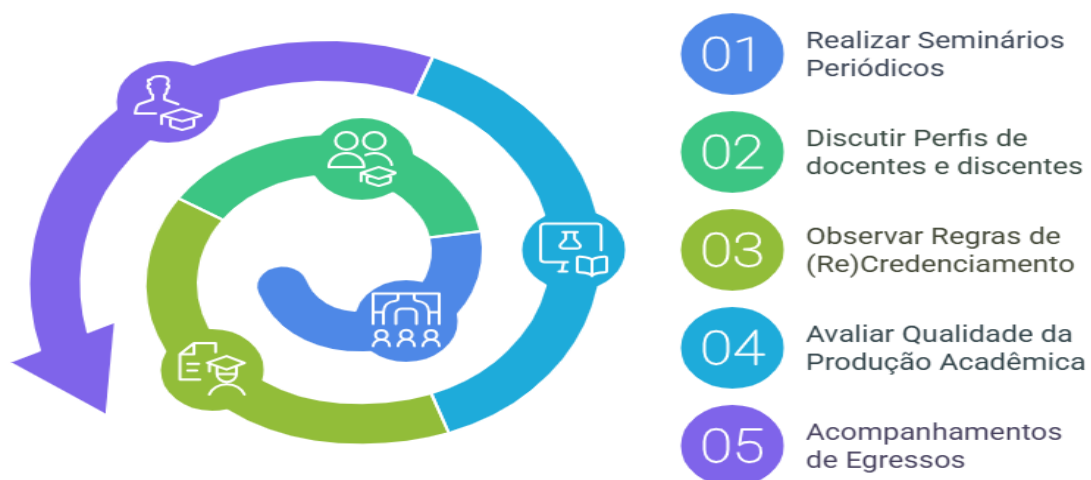 01
Realizar Seminários
Periódicos
02
Discutir Perfis de
docentes e discentes
03
Observar Regras de
(Re)Credenciamento
04
Avaliar Qualidade da
Produção Acadêmica
05
Acompanhamentos
de Egressos